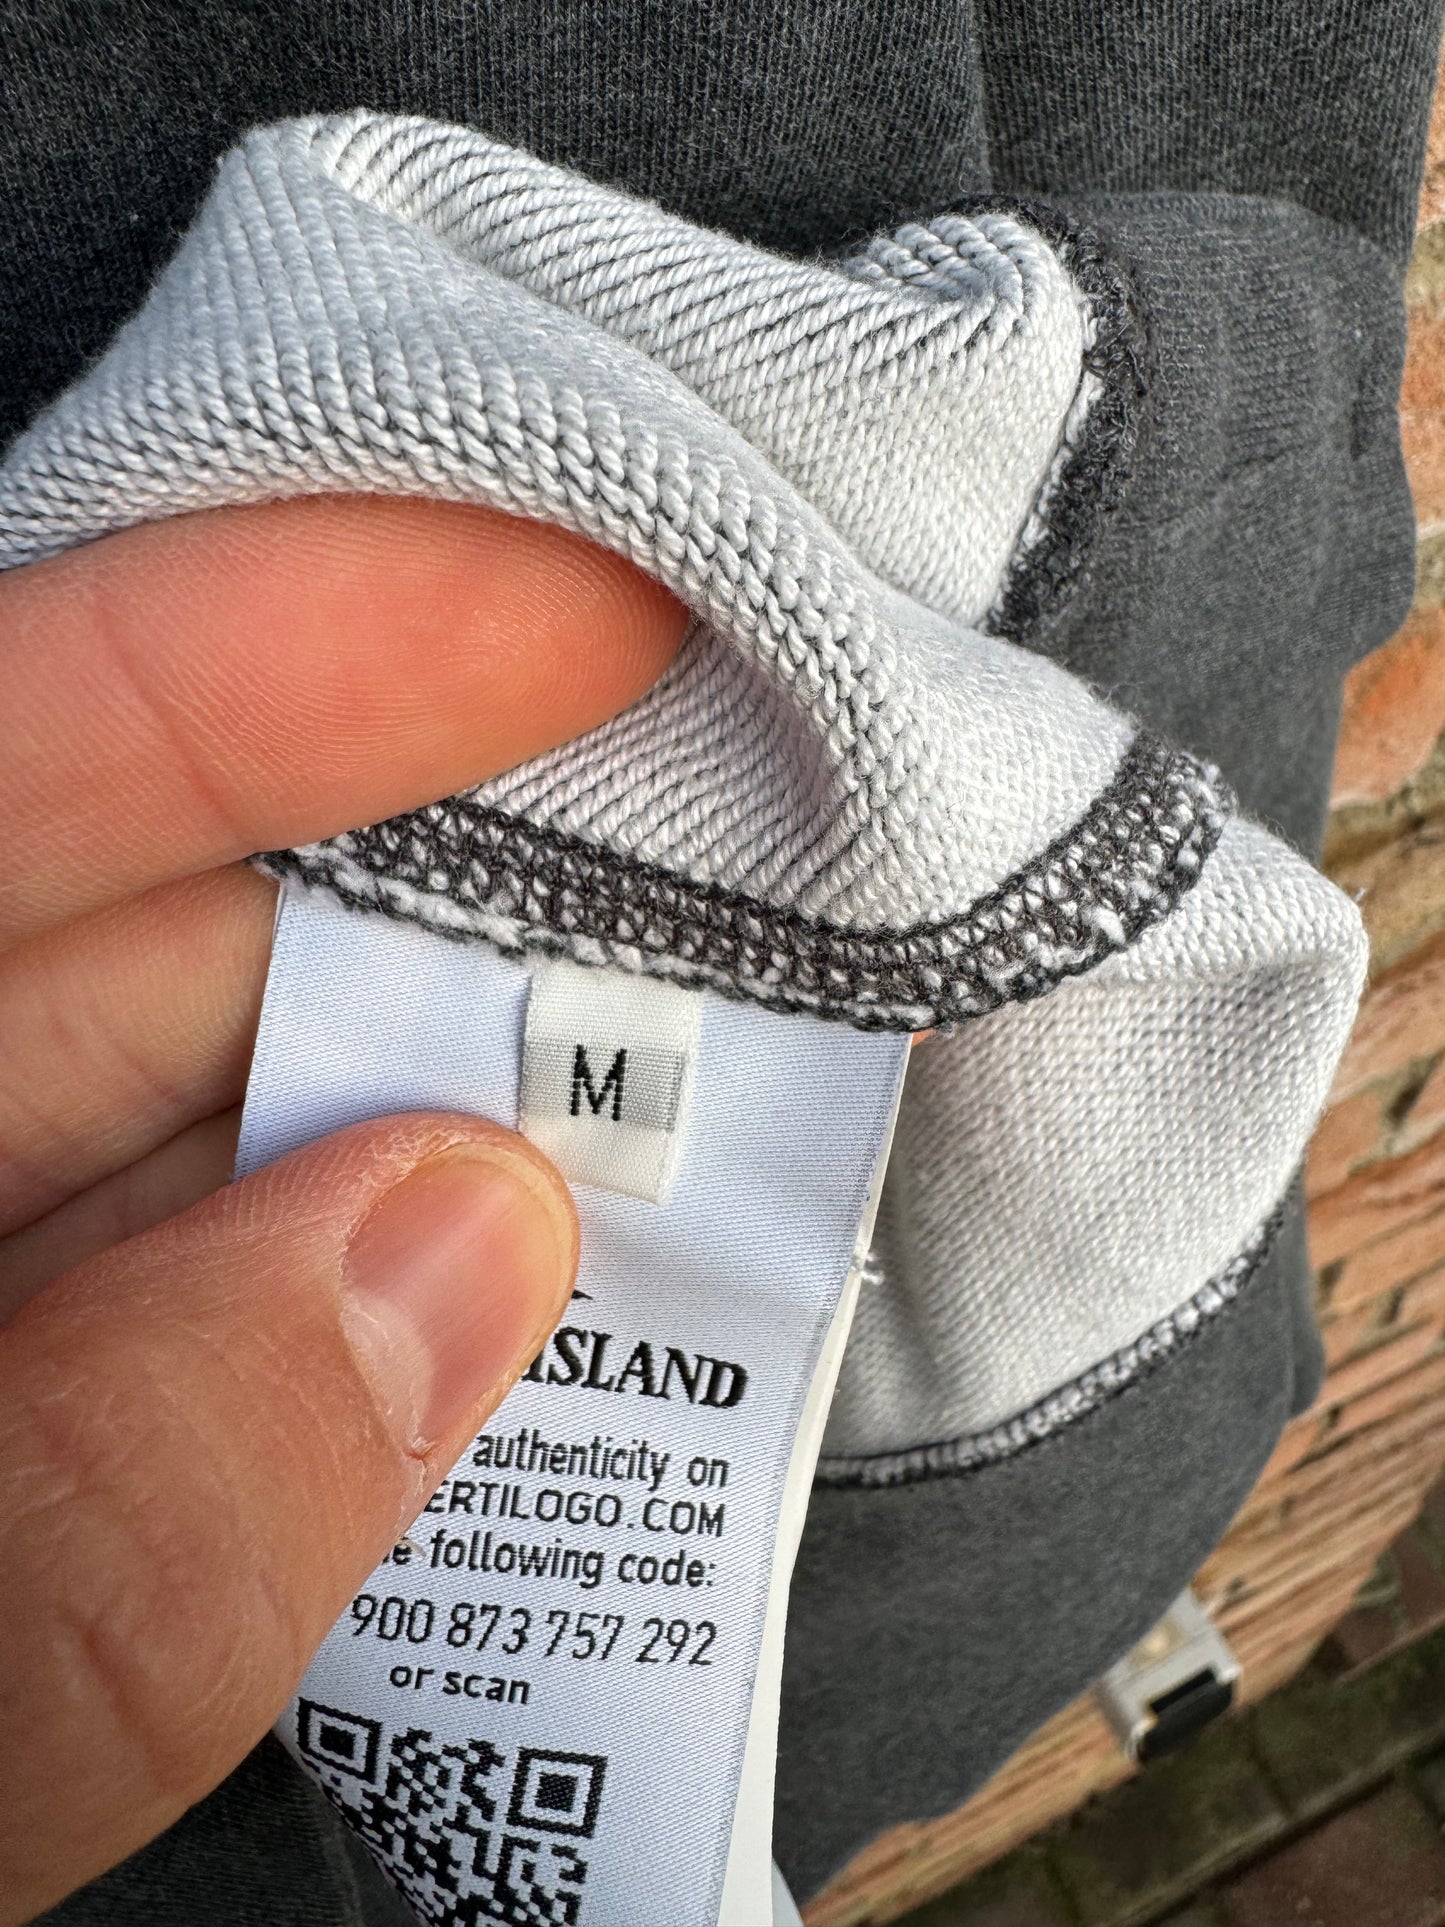 M
ISLAND
authenticity on
ERTILOGO.COM
following code:
900 873 757 292
or scan